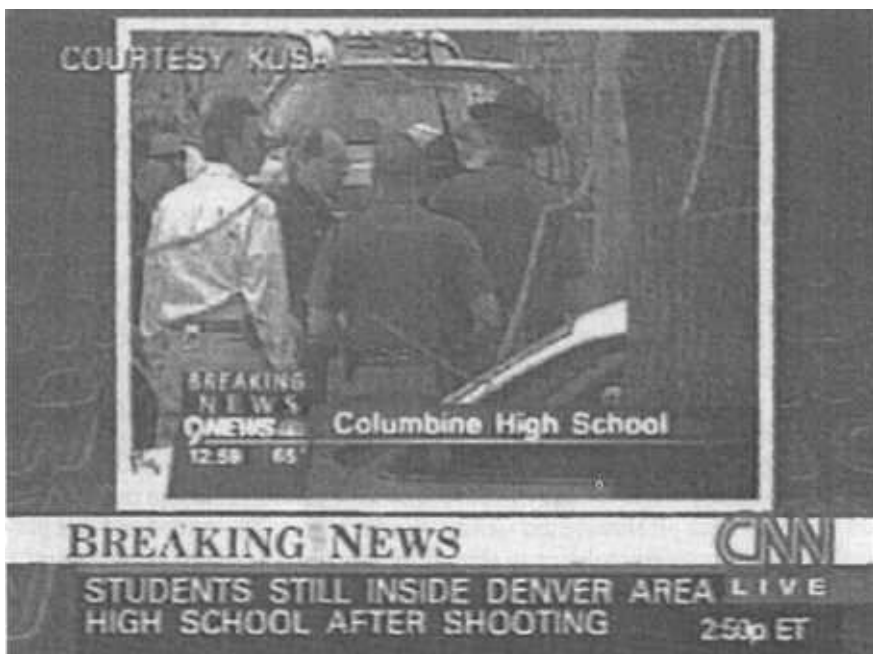 COURTESY KUSA
BREAKING
NEWS
9NEWS
12:59 65°
Columbine High School
BREAKING NEWS
CNN
STUDENTS STILL INSIDE DENVER AREA
HIGH SCHOOL AFTER SHOOTING
LIVE
2:50p ET